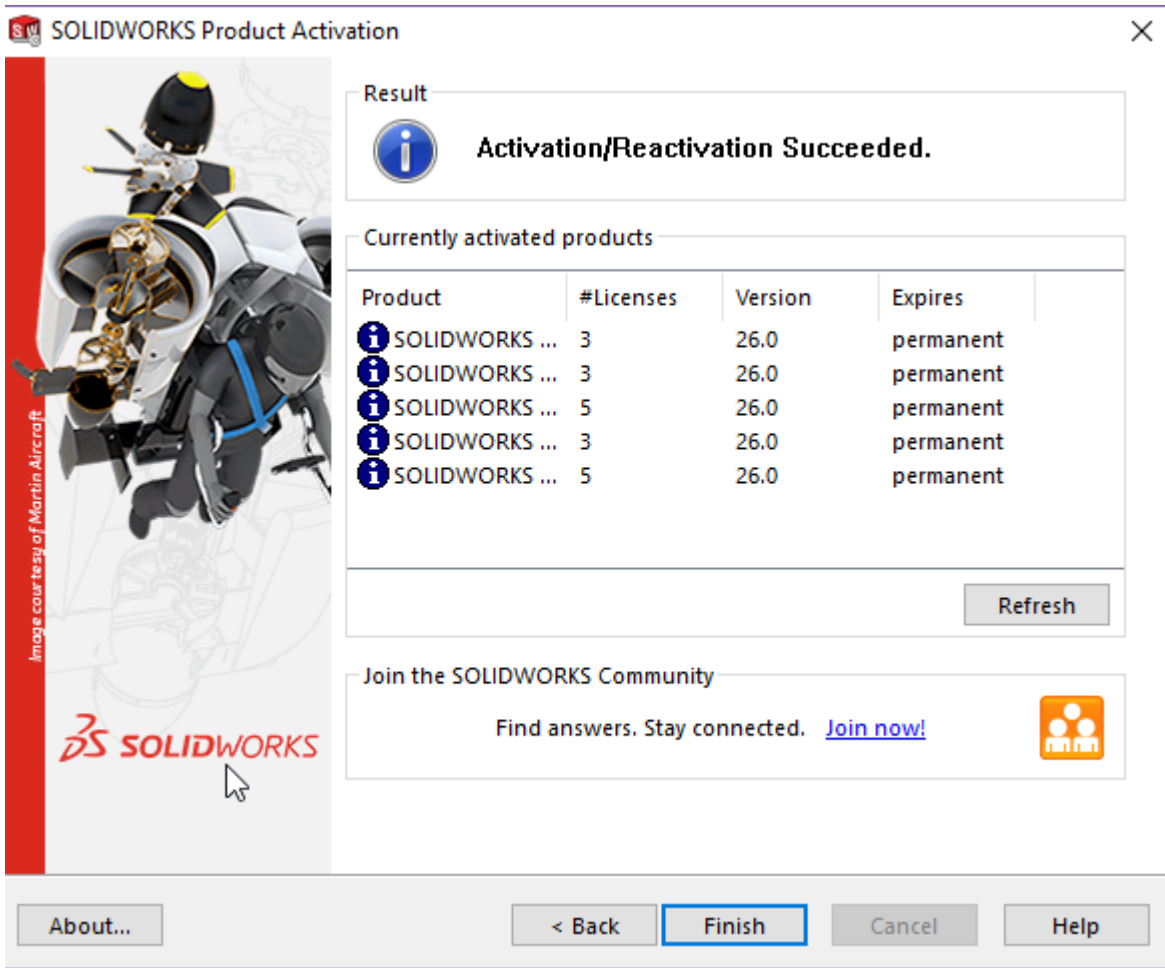 SOLIDWORKS Product Activation
Result
Activation/Reactivation Succeeded.
Currently activated products
Product #Licenses Version Expires
SOLIDWORKS ... 3 26.0 permanent
SOLIDWORKS ... 3 26.0 permanent
SOLIDWORKS ... 5 26.0 permanent
SOLIDWORKS ... 3 26.0 permanent
SOLIDWORKS ... 5 26.0 permanent
Refresh
Image courtesy of Martin Aircraft
Join the SOLIDWORKS Community
Find answers. Stay connected. Join now!
SOLIDWORKS
About... < Back Finish Cancel Help